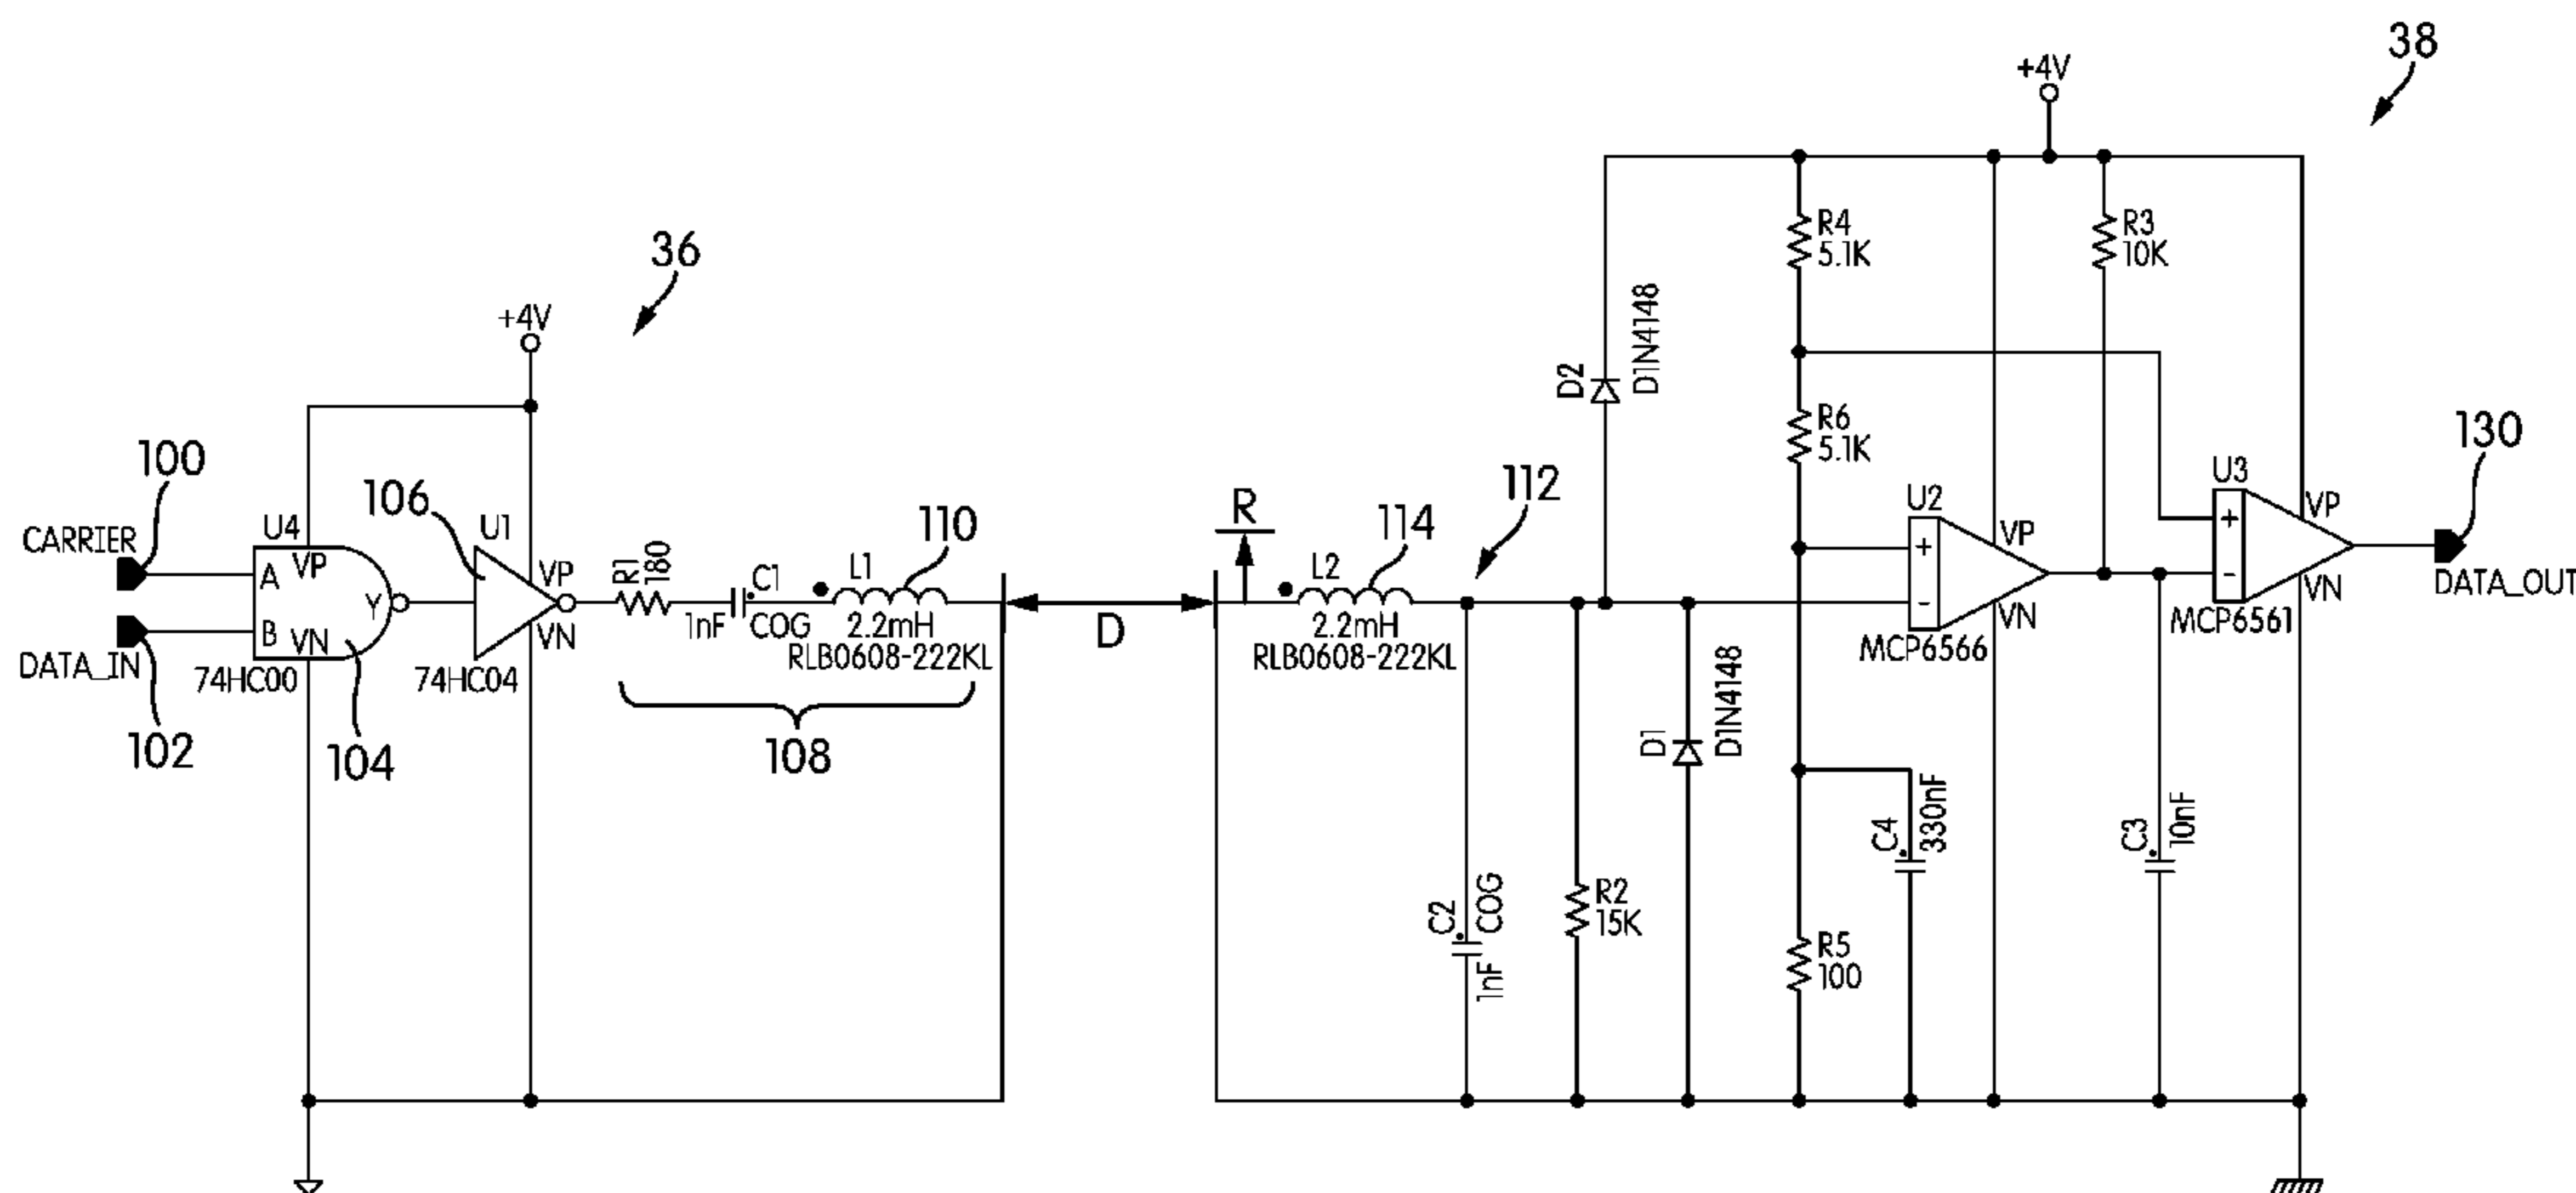 38
+4V
R4
5.1K
R3
10K
36
+4V
D2
D1N4148
R6
5.1K
130
100
CARRIER
106
U4
VP
A
Y
B
VN
DATA_IN
74HC00
102
104
U1
VP
VN
74HC04
R1
180
C1
1nF
COG
L1
110
2.2mH
RLB0608-222KL
108
D
R
L2
114
112
2.2mH
RLB0608-222KL
U2
+
-
VP
VN
MCP6566
U3
+
-
VP
VN
MCP6561
DATA_OUT
D1
D1N4148
C2
COG
1nF
R2
15K
R5
100
C4
330nF
C3
10nF